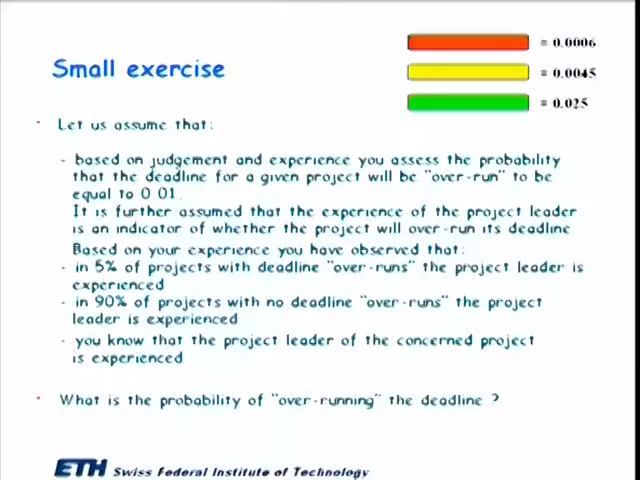 = 0.0006
Small exercise
= 0.0045
= 0.025
Let us assume that:
- based on judgement and experience you assess the probability
that the deadline for a given project will be "over-run" to be
equal to 0.01.
It is further assumed that the experience of the project leader
is an indicator of whether the project will over-run its deadline
Based on your experience you have observed that:
- in 5% of projects with deadline "over-runs" the project leader is
experienced
- in 90% of projects with no deadline "over-runs" the project
leader is experienced
- you know that the project leader of the concerned project
is experienced
What is the probability of "over-running" the deadline ?
ETH Swiss Federal Institute of Technology